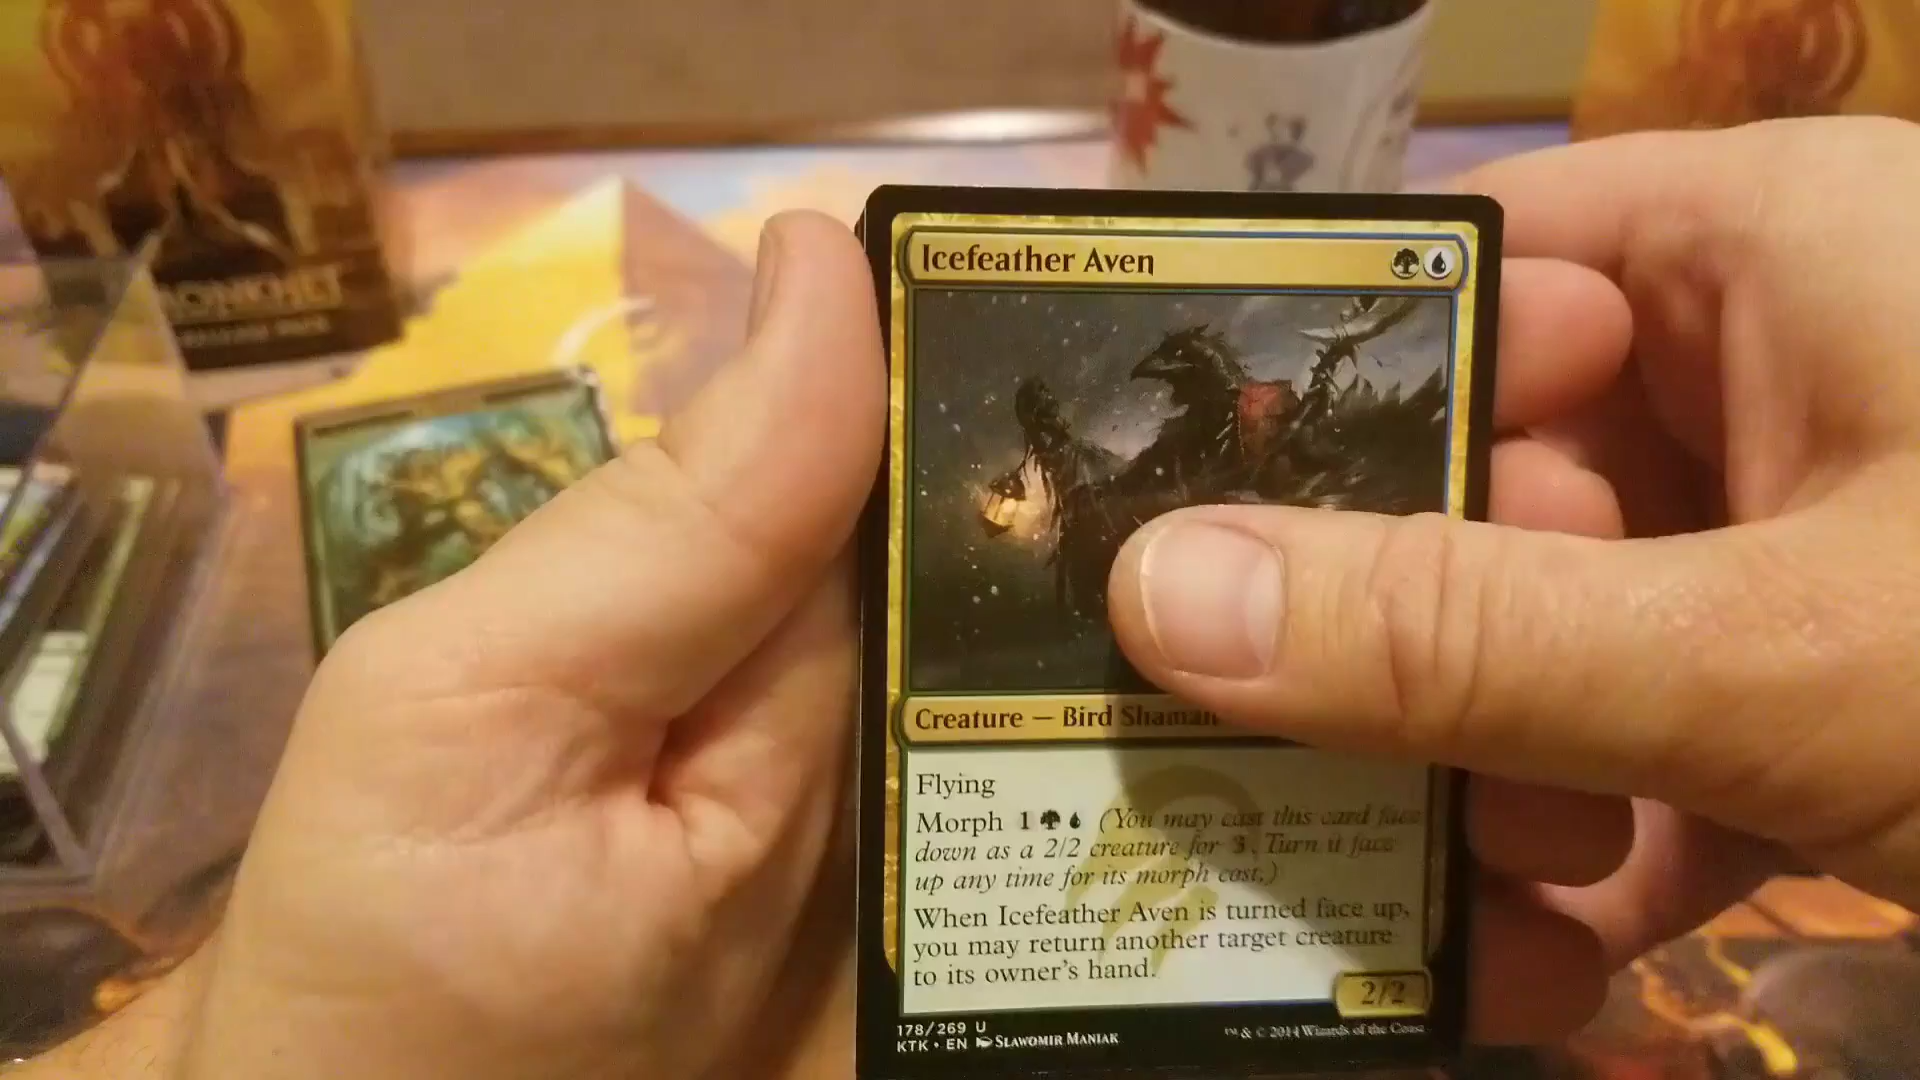 Icefeather Aven
Creature — Bird Shaman
Flying
Morph 1 (You may cast this card face
down as a 2/2 creature for 3. Turn it face
up any time for its morph cost.)
When Icefeather Aven is turned face up,
you may return another target creature
to its owner's hand.
2/2
178/269 U
KTK • EN SLAWOMIR MANIAK
™ & © 2014 Wizards of the Coast